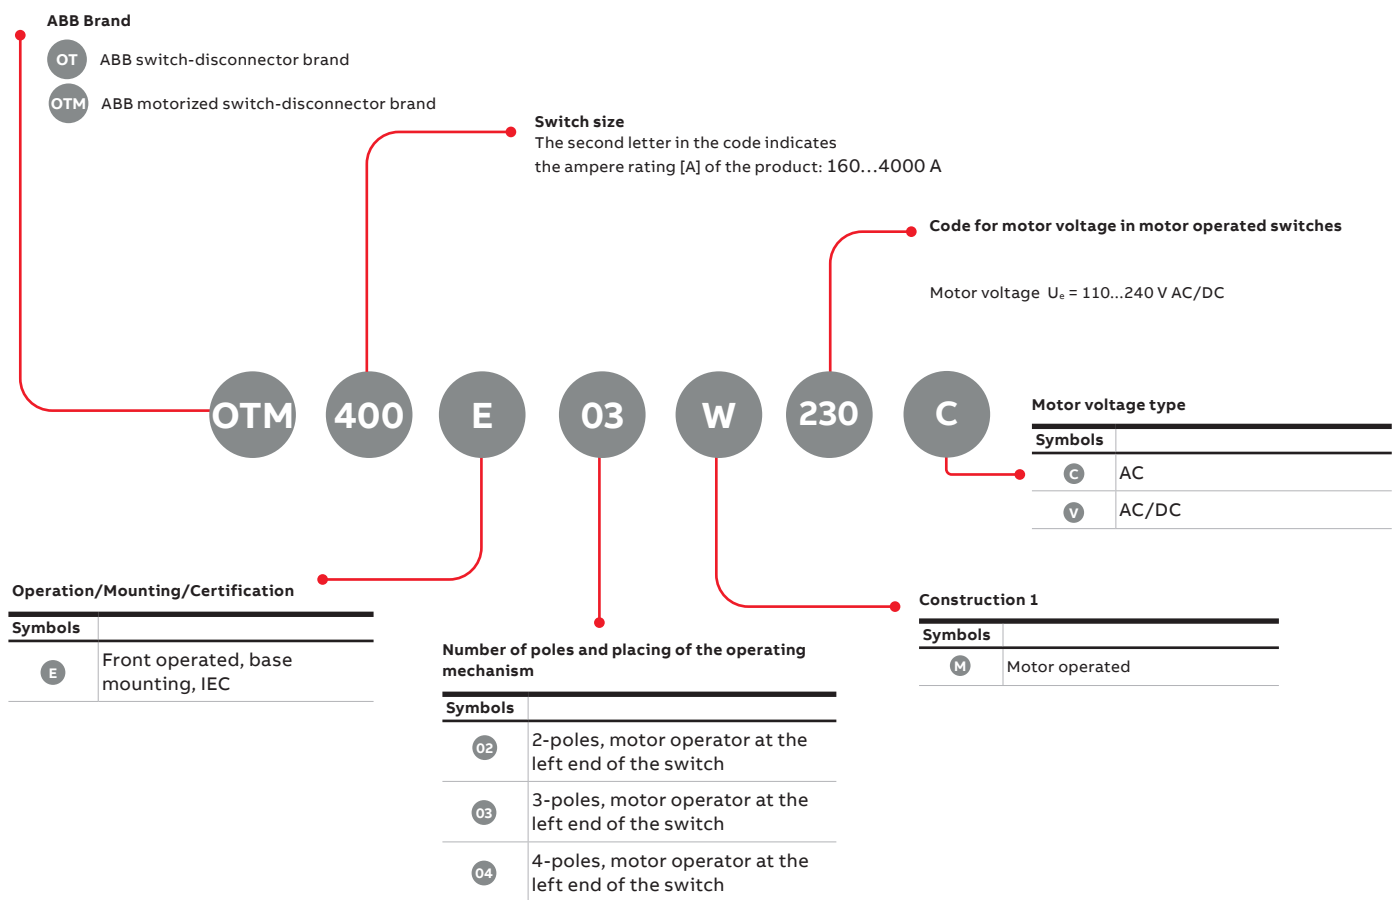 ABB Brand
OT ABB switch-disconnector brand
OTM ABB motorized switch-disconnector brand
Switch size
The second letter in the code indicates
the ampere rating [A] of the product: 160...4000 A
Code for motor voltage in motor operated switches
Motor voltage Uₑ = 110...240 V AC/DC
OTM 400 E 03 W 230 C
Motor voltage type
Symbols
C AC
V AC/DC
Operation/Mounting/Certification
Symbols
E Front operated, base
mounting, IEC
Number of poles and placing of the operating
mechanism
Symbols
02 2-poles, motor operator at the
left end of the switch
03 3-poles, motor operator at the
left end of the switch
04 4-poles, motor operator at the
left end of the switch
Construction 1
Symbols
M Motor operated